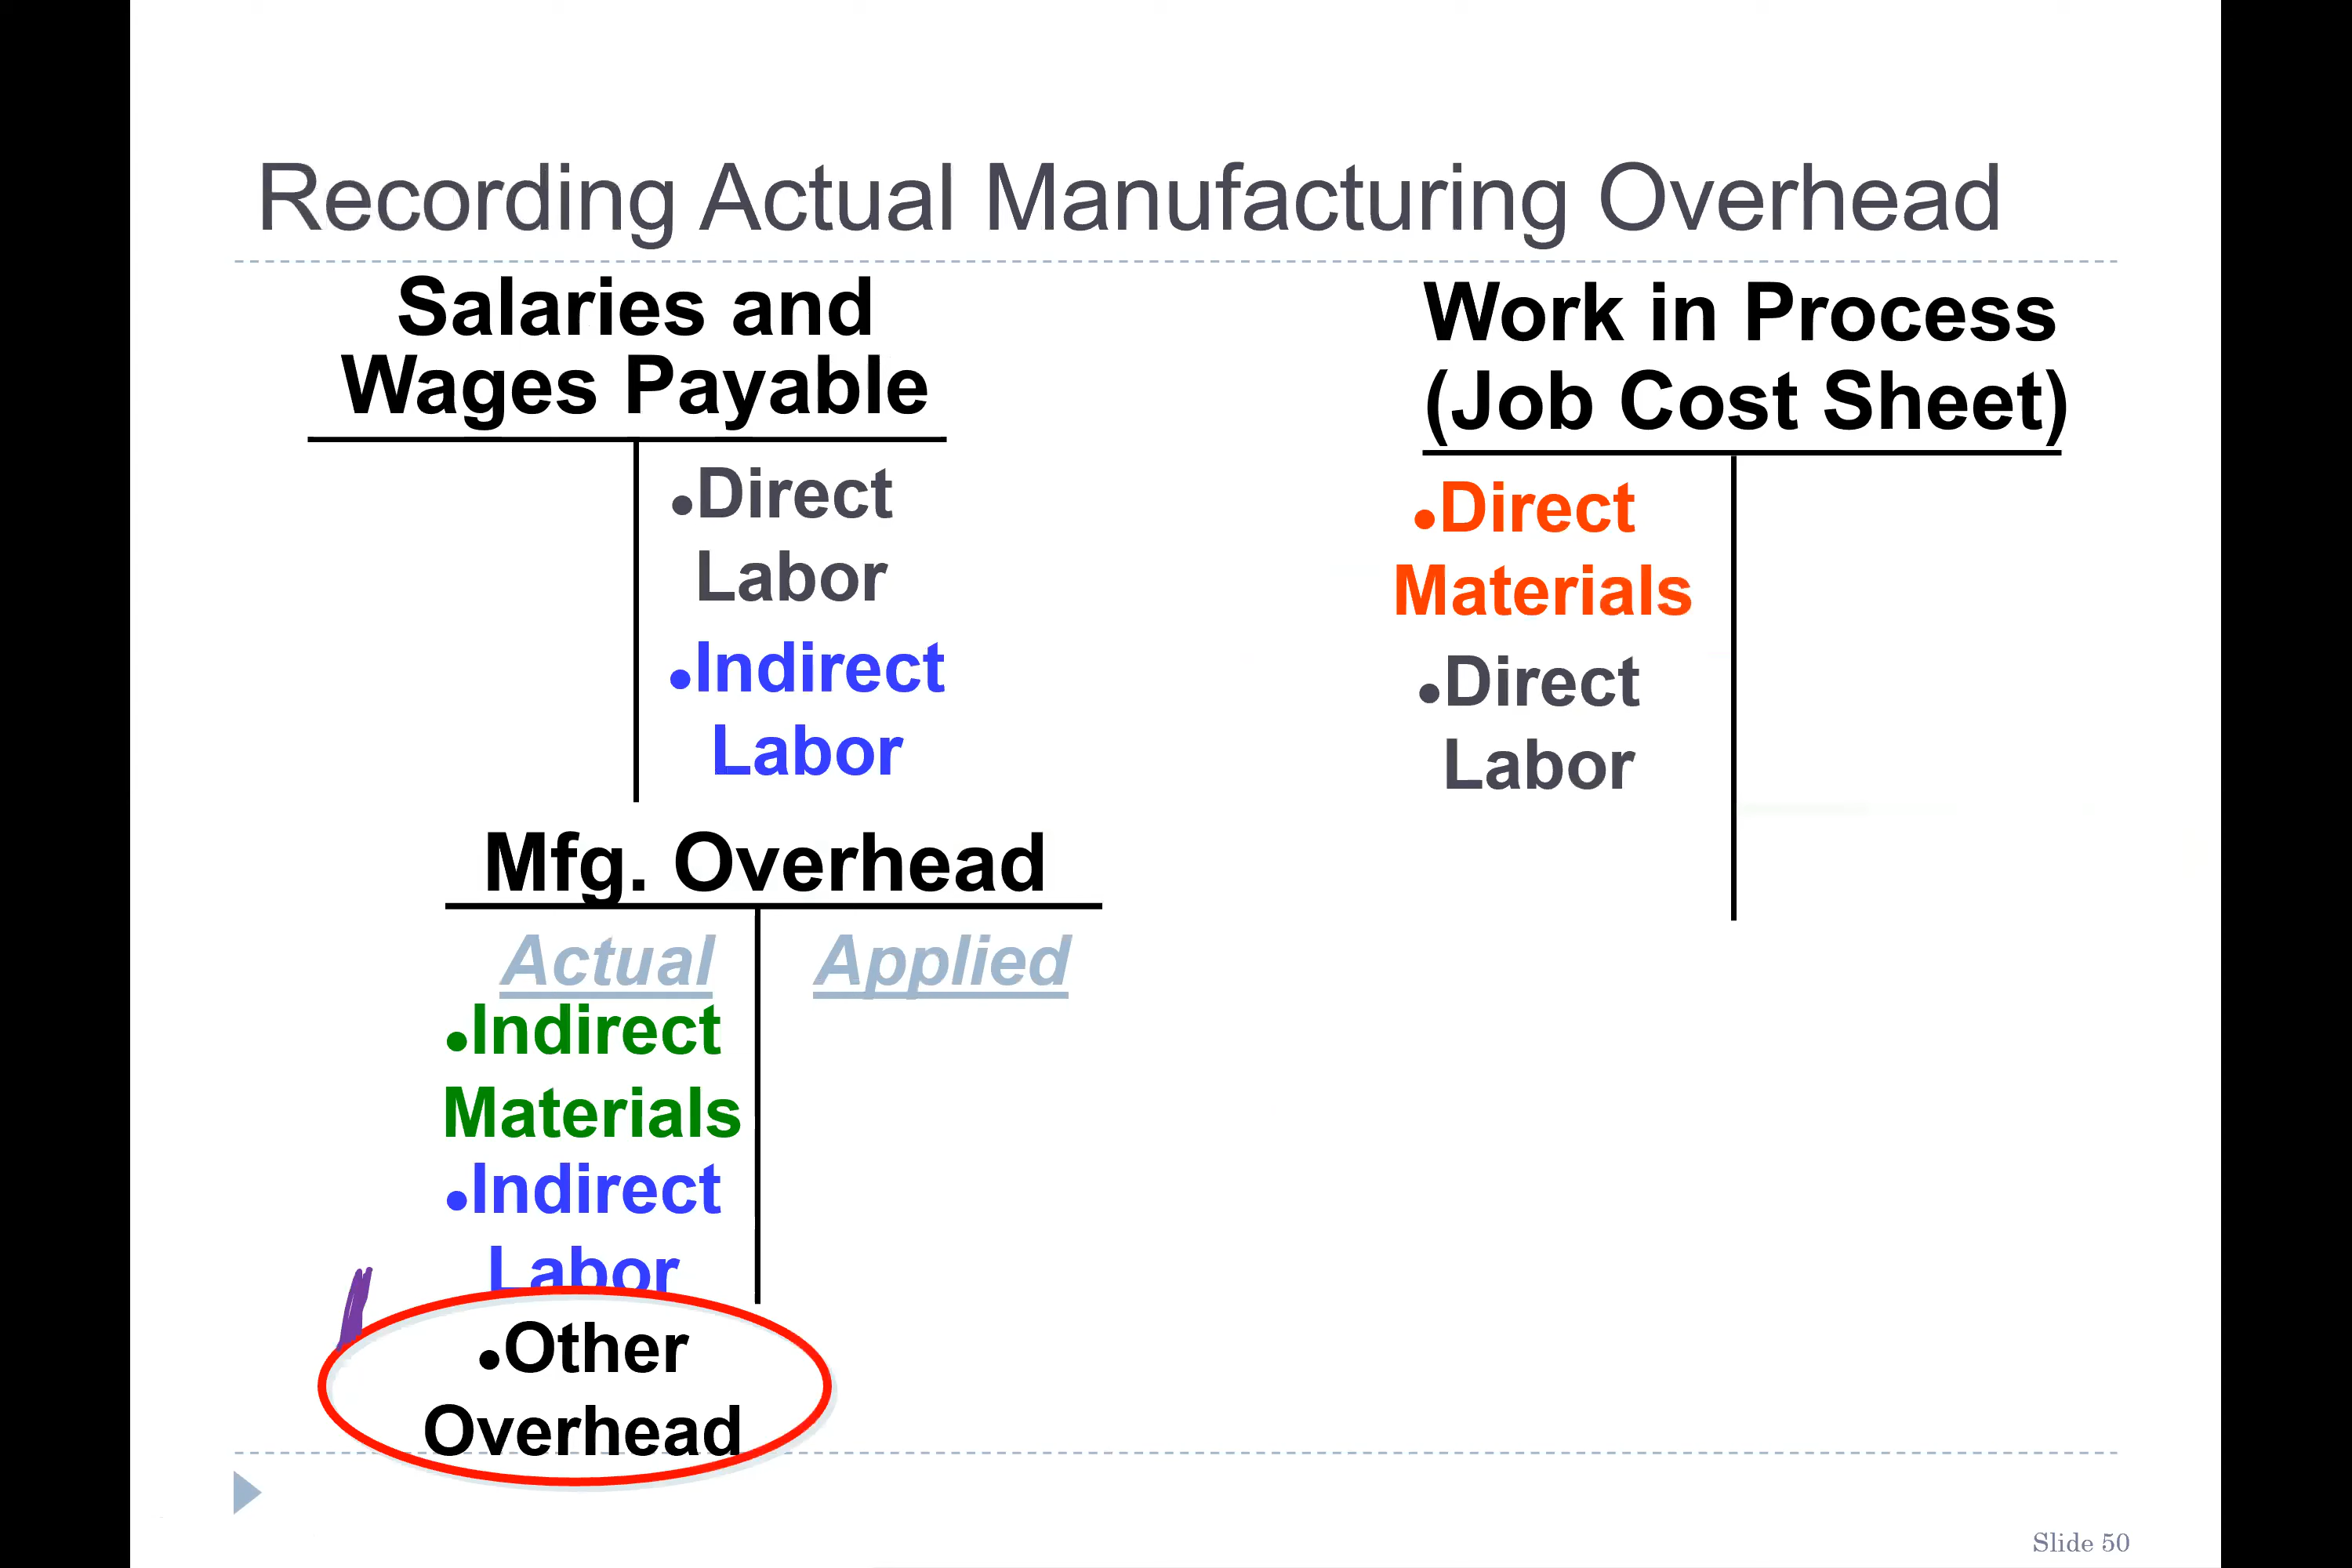 Recording Actual Manufacturing Overhead
Salaries and
Wages Payable
•Direct
Labor
•Indirect
Labor
Work in Process
(Job Cost Sheet)
•Direct
Materials
•Direct
Labor
Mfg. Overhead
Actual
Applied
•Indirect
Materials
•Indirect
Labor
•Other
Overhead
Slide 50